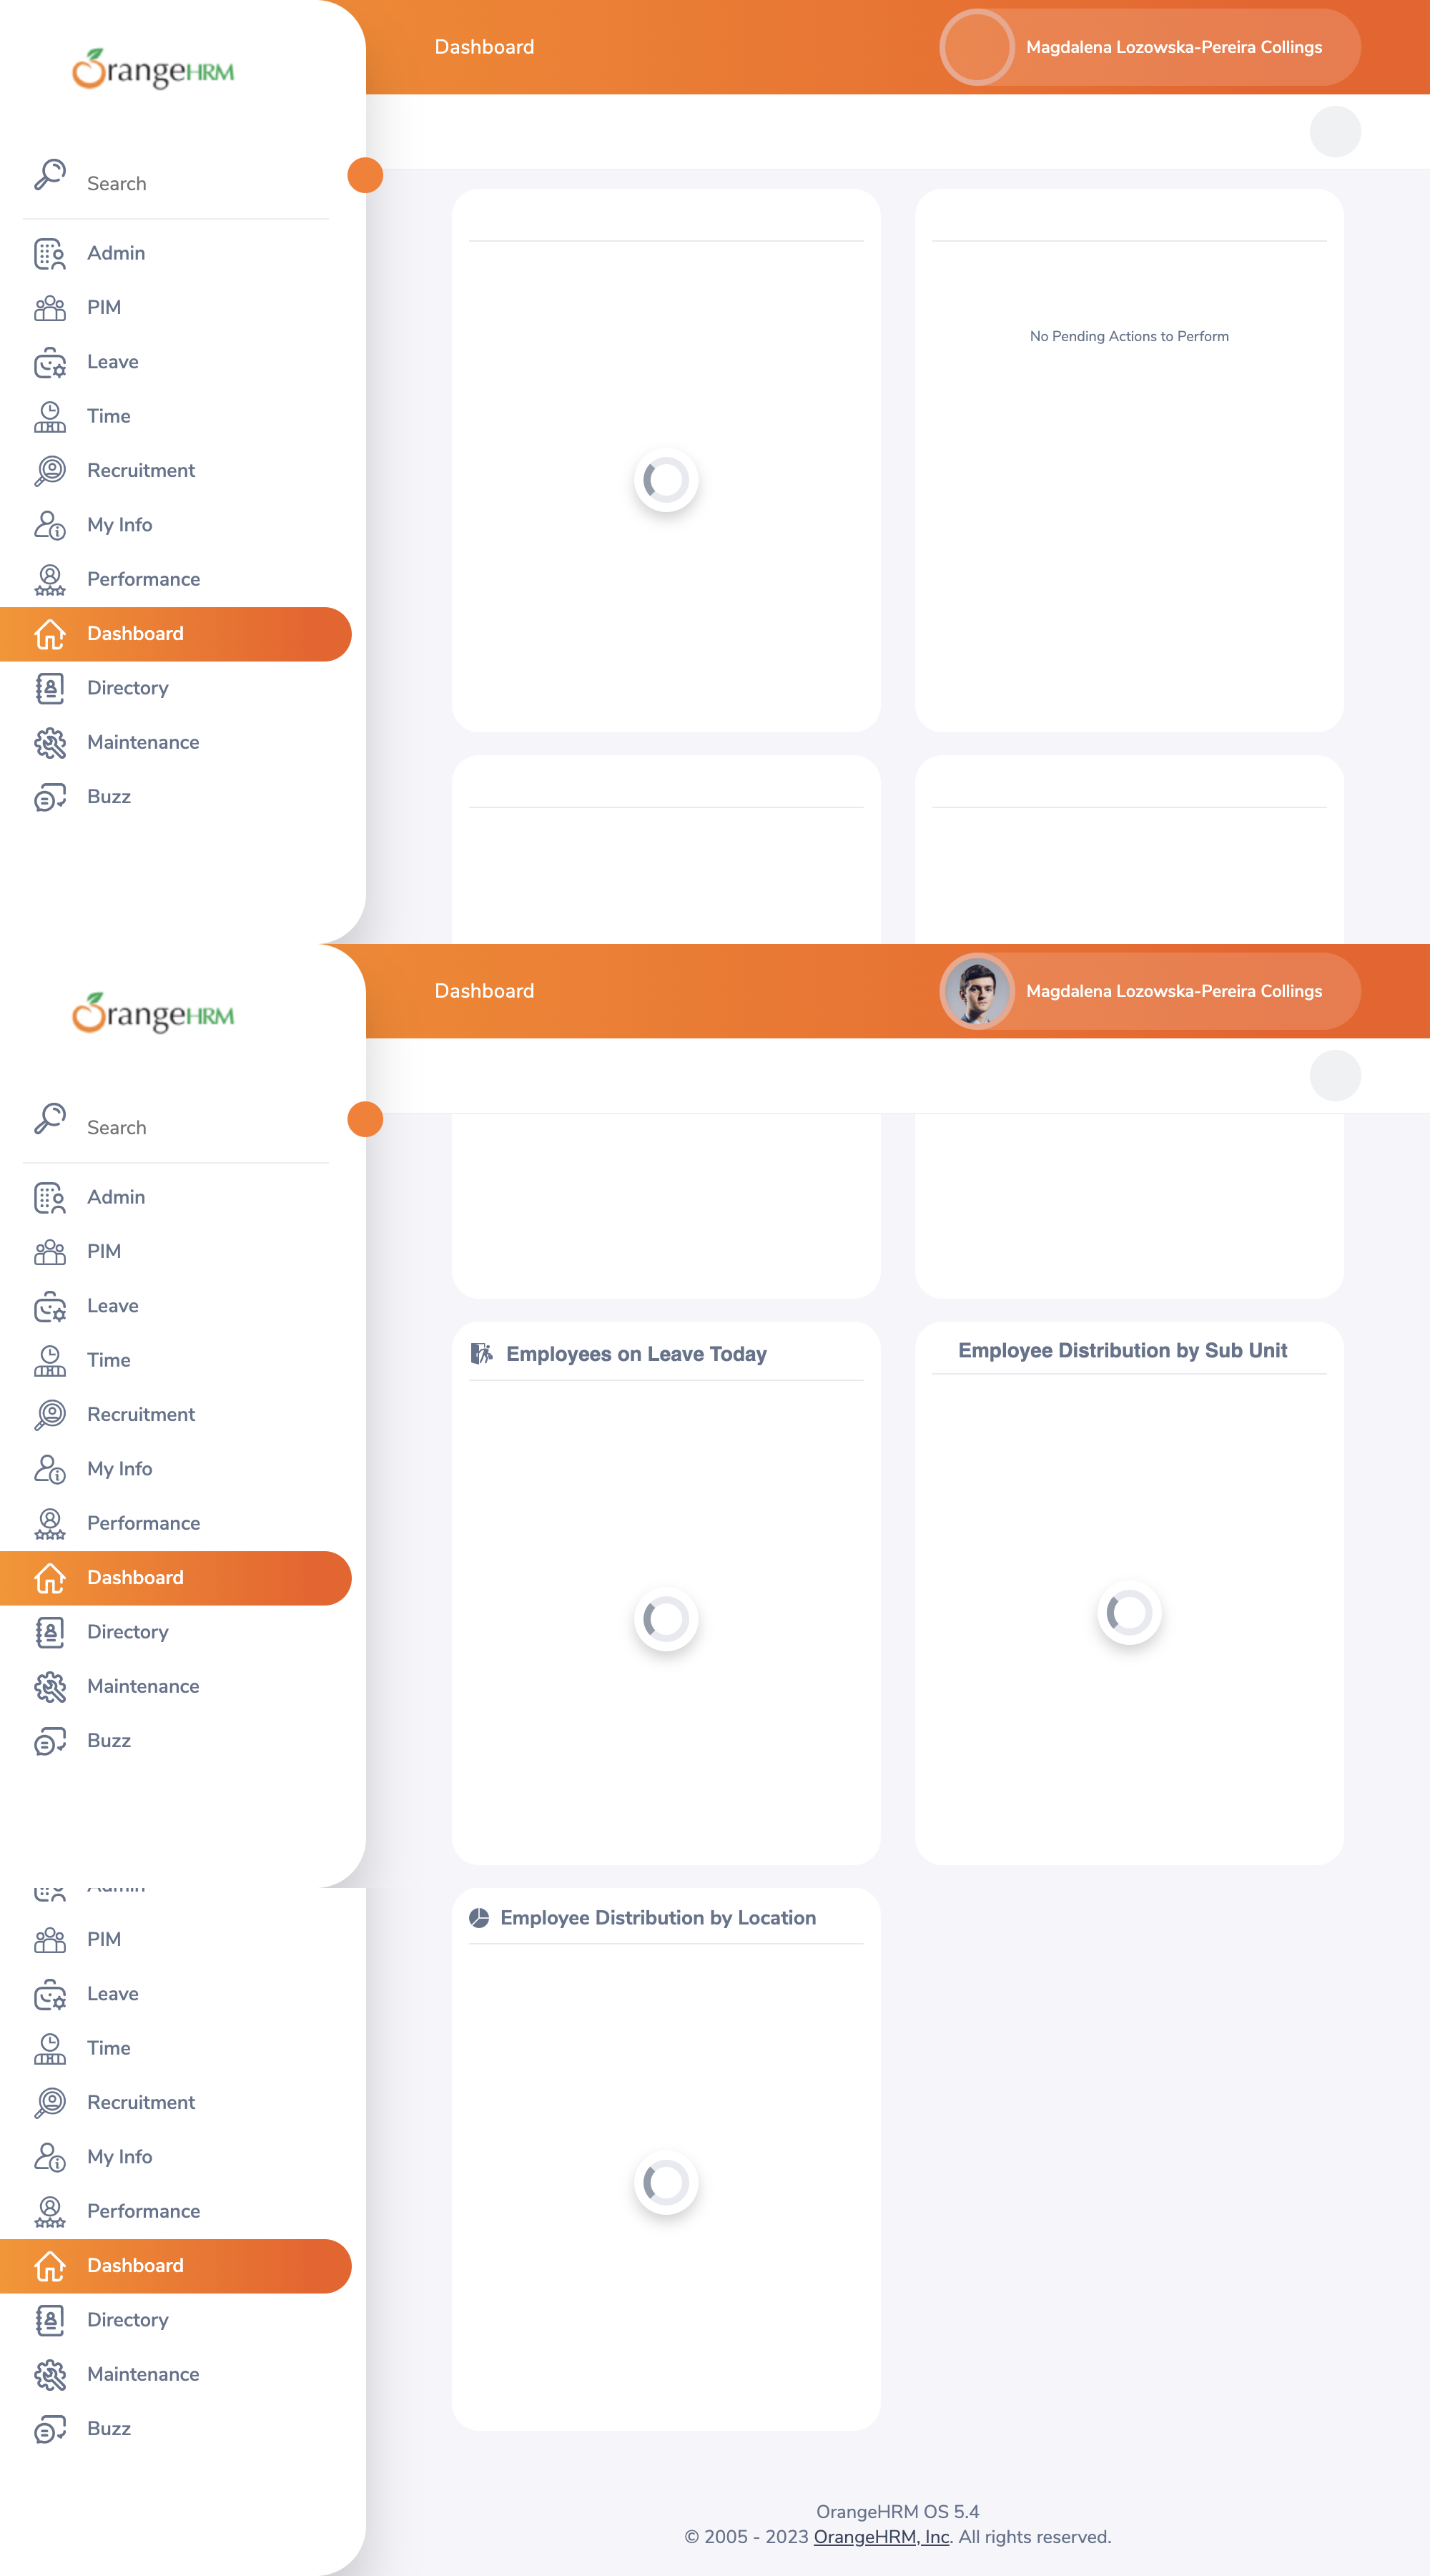 OrangeHRM
Dashboard
Magdalena Lozowska-Pereira Collings
Search
Admin
PIM
Leave
Time
Recruitment
My Info
Performance
Dashboard
Directory
Maintenance
Buzz
No Pending Actions to Perform
OrangeHRM
Dashboard
Magdalena Lozowska-Pereira Collings
Search
Admin
PIM
Leave
Time
Recruitment
My Info
Performance
Dashboard
Directory
Maintenance
Buzz
Employees on Leave Today
Employee Distribution by Sub Unit
Admin
PIM
Leave
Time
Recruitment
My Info
Performance
Dashboard
Directory
Maintenance
Buzz
Employee Distribution by Location
OrangeHRM OS 5.4
© 2005 - 2023 OrangeHRM, Inc. All rights reserved.